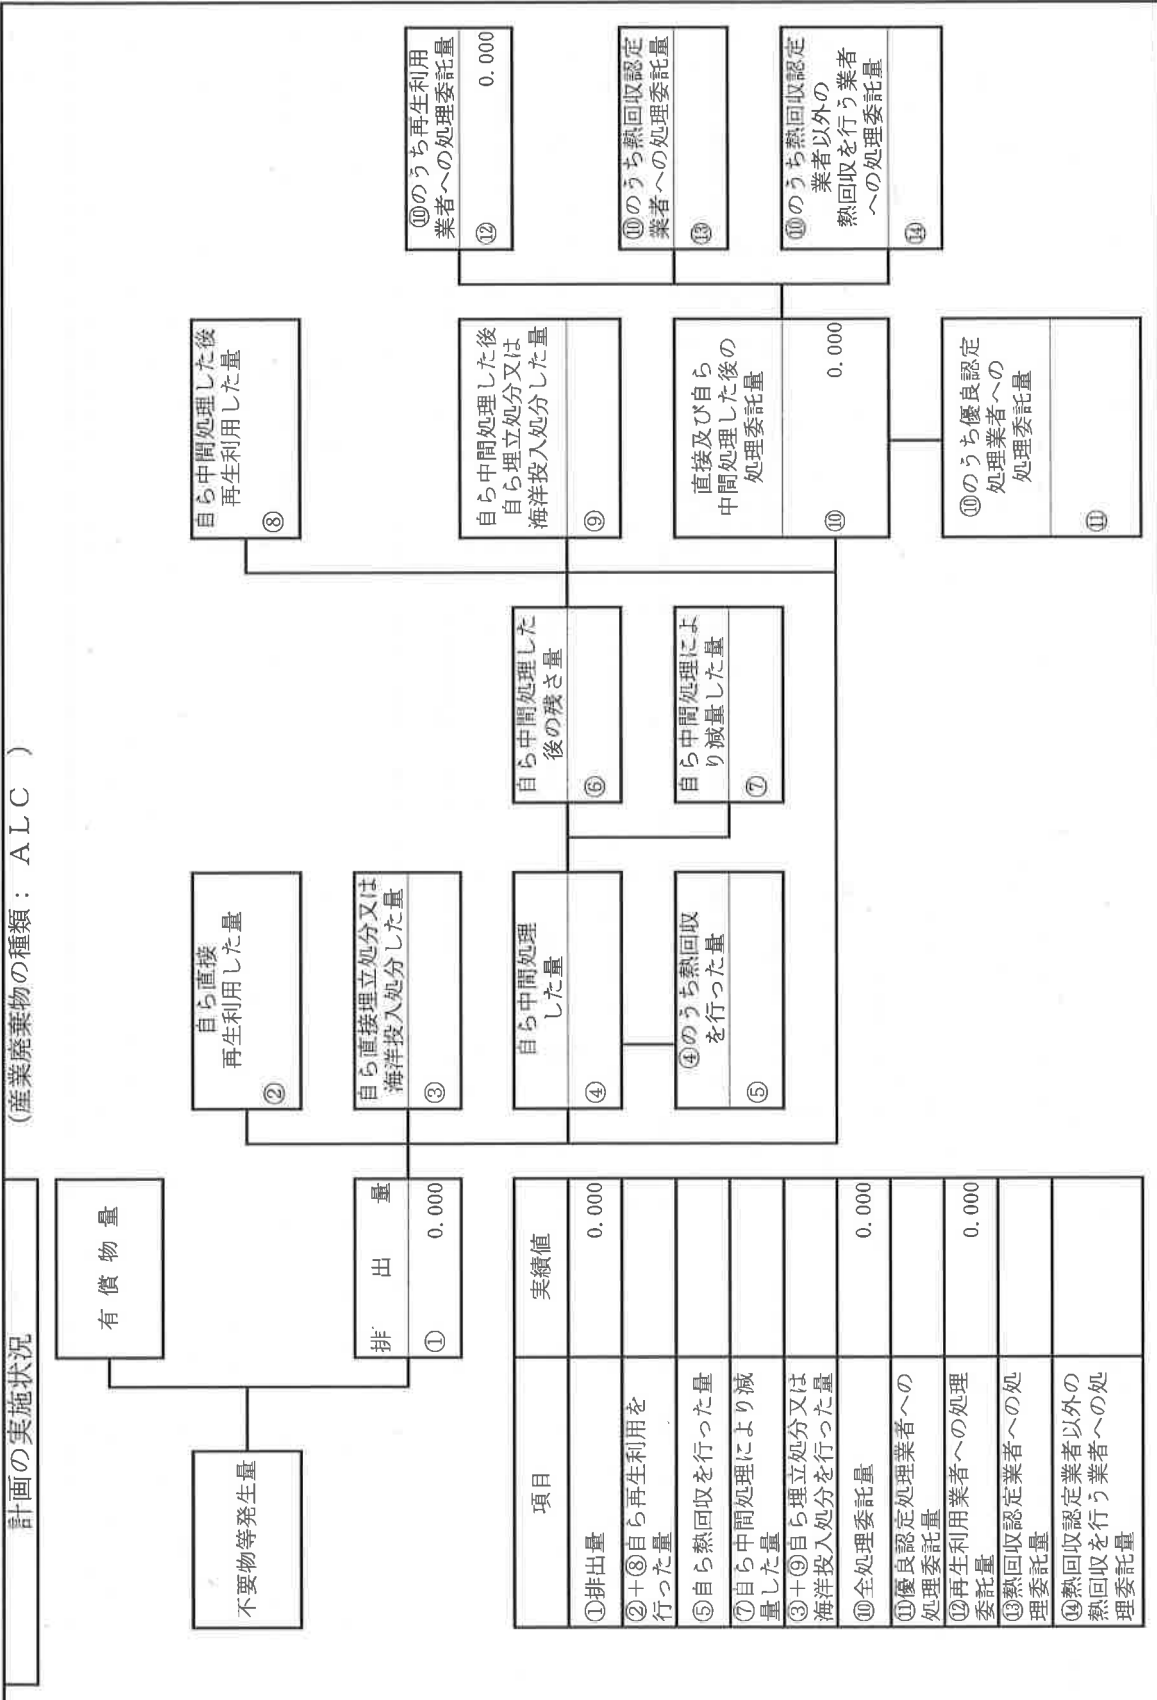 計画の実施状況
(産業廃棄物の種類： ＡＬＣ )
不要物等発生量
有償物量
排出量
① 0.000
自ら直接
再生利用した量
②
自ら直接埋立処分又は
海洋投入処分した量
③
自ら中間処理
した量
④
④のうち熱回収
を行った量
⑤
自ら中間処理した
後の残さ量
⑥
自ら中間処理によ
り減量した量
⑦
自ら中間処理した後
再生利用した量
⑧
自ら中間処理した後
自ら埋立処分又は
海洋投入処分した量
⑨
直接及び自ら
中間処理した後の
処理委託量
⑩ 0.000
⑩のうち優良認定
処理業者への
処理委託量
⑪
⑩のうち再生利用
業者への処理委託量
⑫ 0.000
⑩のうち熱回収認定
業者への処理委託量
⑬
⑩のうち熱回収認定
業者以外の
熱回収を行う業者
への処理委託量
⑭
項目 実績値
①排出量 0.000
②＋⑧自ら再生利用を
行った量
⑤自ら熱回収を行った量
⑦自ら中間処理により減
量した量
③＋⑨自ら埋立処分又は
海洋投入処分を行った量
⑩全処理委託量 0.000
⑪優良認定処理業者への
処理委託量
⑫再生利用業者への処理
委託量 0.000
⑬熱回収認定業者への処
理委託量
⑭熱回収認定業者以外の
熱回収を行う業者への処
理委託量